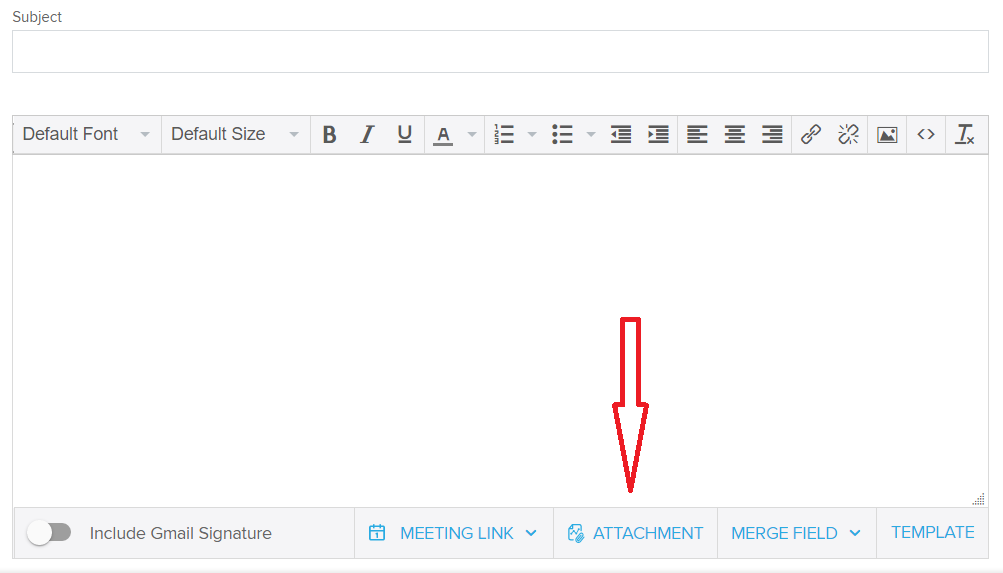 Subject
Default Font Default Size B I U A
Include Gmail Signature MEETING LINK ATTACHMENT MERGE FIELD TEMPLATE